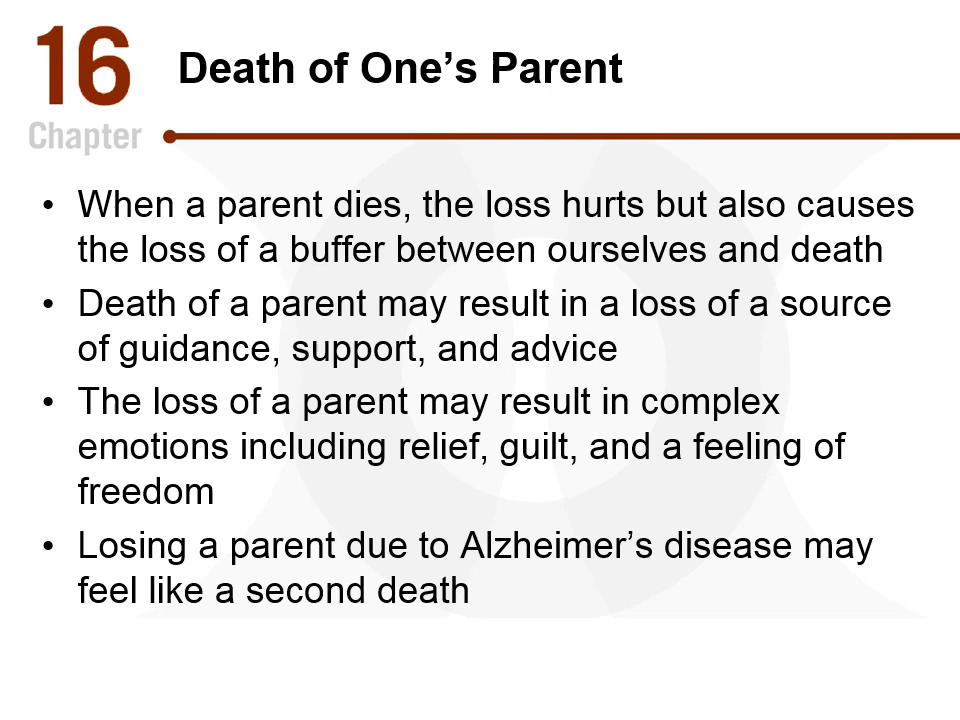 16
Chapter
Death of One’s Parent
• When a parent dies, the loss hurts but also causes
the loss of a buffer between ourselves and death
• Death of a parent may result in a loss of a source
of guidance, support, and advice
• The loss of a parent may result in complex
emotions including relief, guilt, and a feeling of
freedom
• Losing a parent due to Alzheimer’s disease may
feel like a second death